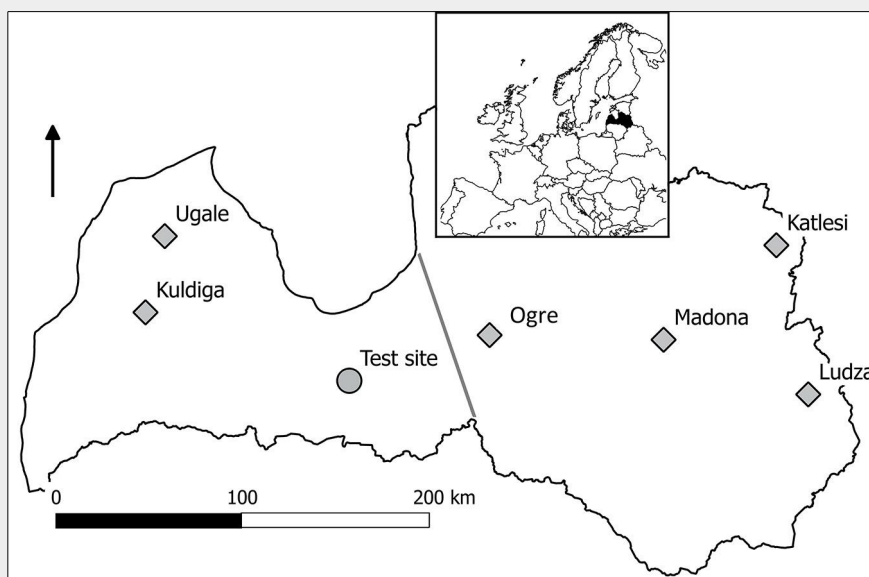 Ugale
Katlesi
Kuldiga
Ogre
Madona
Test site
Ludza
0
100
200 km